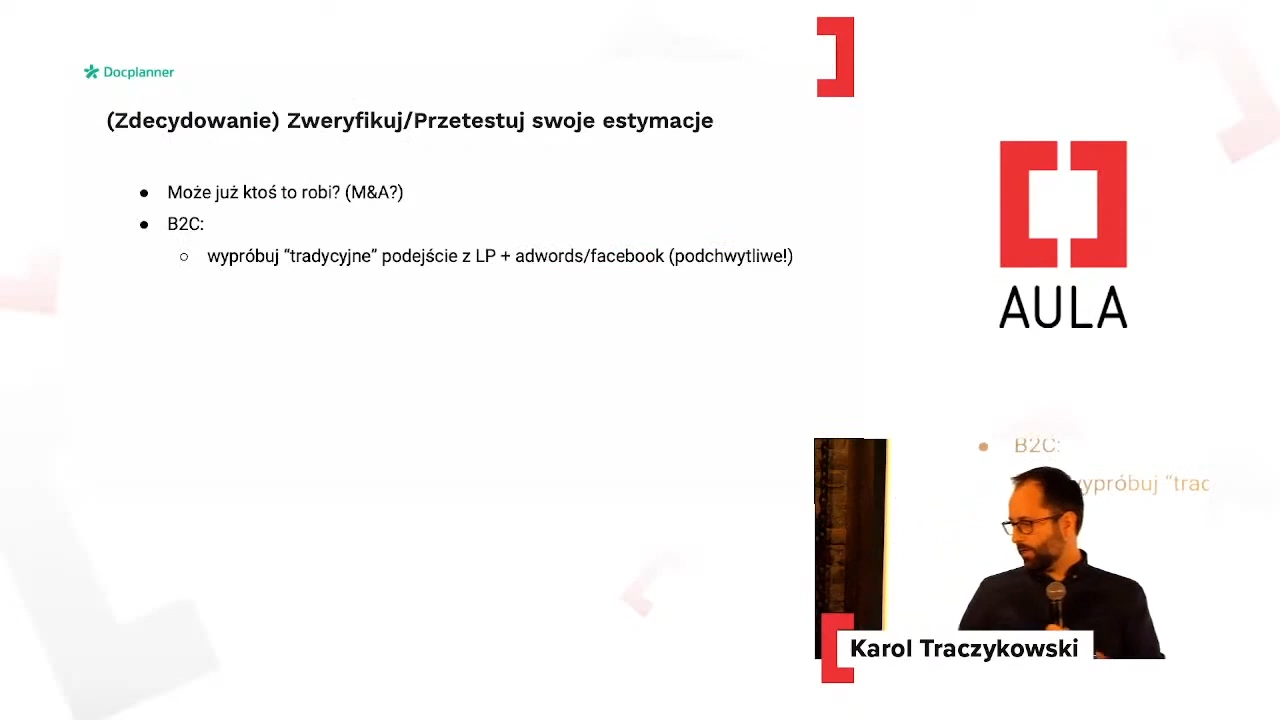 Docplanner
(Zdecydowanie) Zweryfikuj/Przetestuj swoje estymacje
● Może już ktoś to robi? (M&A?)
● B2C:
○ wypróbuj “tradycyjne” podejście z LP + adwords/facebook (podchwytliwe!)
AULA
● B2C:
wypróbuj “trac
Karol Traczykowski